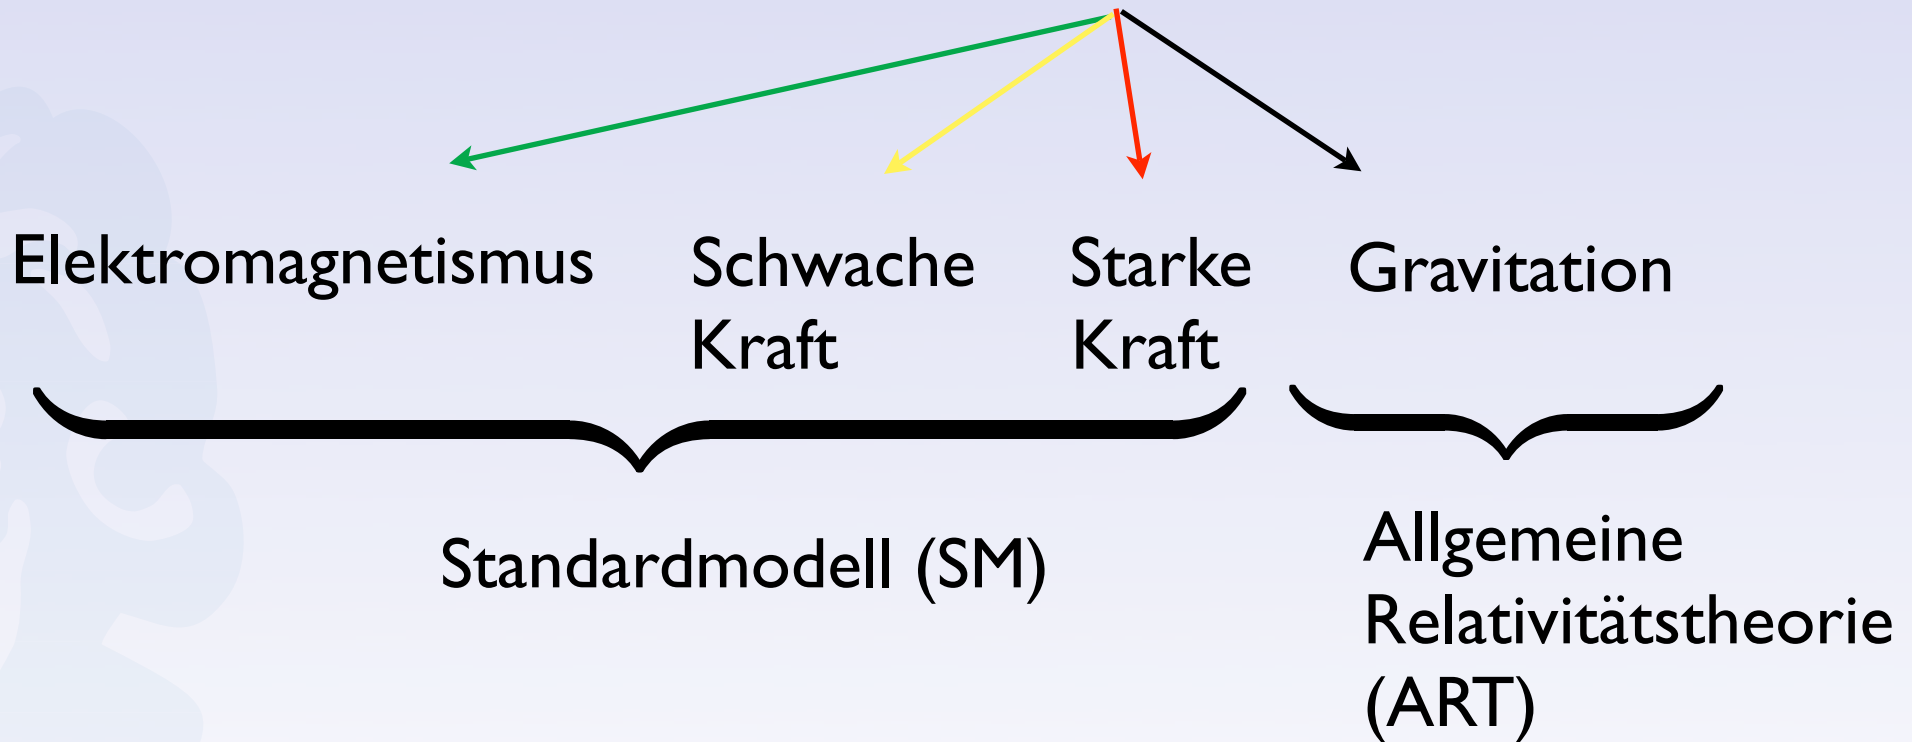 Elektromagnetismus
Schwache
Kraft
Starke
Kraft
Gravitation
Standardmodell (SM)
Allgemeine
Relativitätstheorie
(ART)